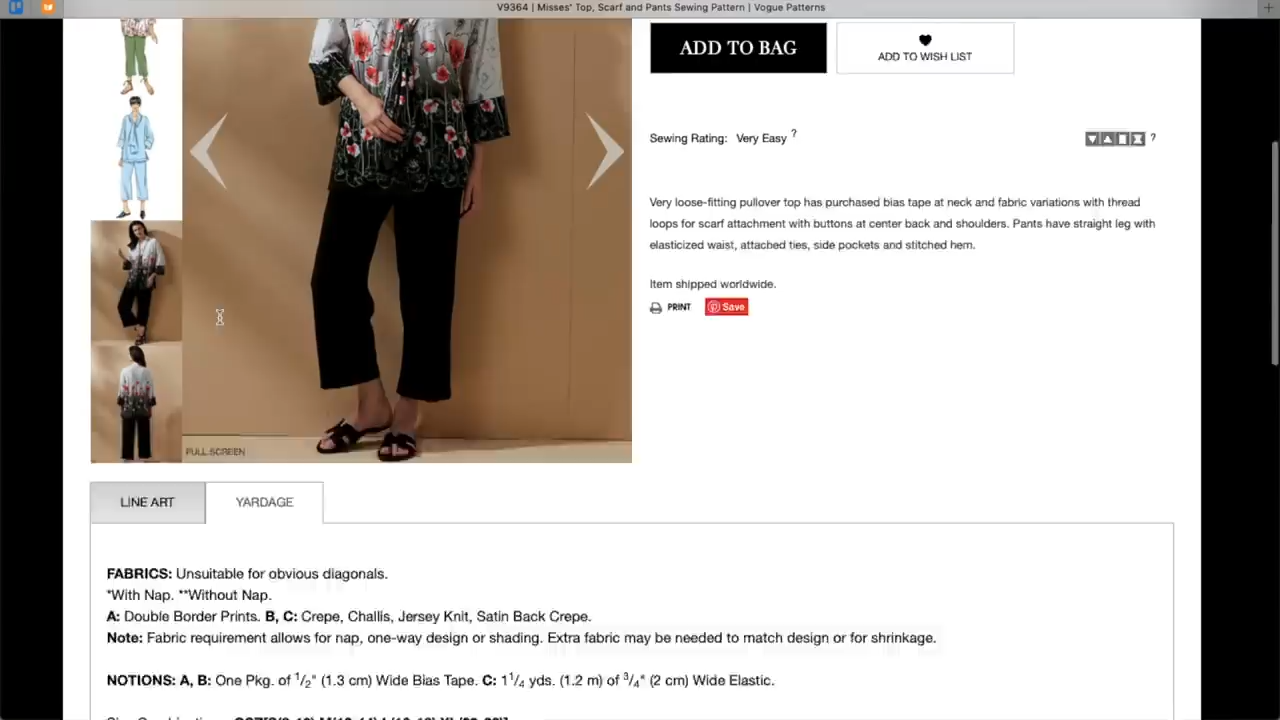 V9364 | Misses' Top, Scarf and Pants Sewing Pattern | Vogue Patterns
ADD TO BAG
ADD TO WISH LIST
Sewing Rating: Very Easy ?
?
Very loose-fitting pullover top has purchased bias tape at neck and fabric variations with thread
loops for scarf attachment with buttons at center back and shoulders. Pants have straight leg with
elasticized waist, attached ties, side pockets and stitched hem.
Item shipped worldwide.
PRINT Save
FULL SCREEN
LINE ART YARDAGE
FABRICS: Unsuitable for obvious diagonals.
*With Nap. **Without Nap.
A: Double Border Prints. B, C: Crepe, Challis, Jersey Knit, Satin Back Crepe.
Note: Fabric requirement allows for nap, one-way design or shading. Extra fabric may be needed to match design or for shrinkage.
NOTIONS: A, B: One Pkg. of 1/2" (1.3 cm) Wide Bias Tape. C: 1 1/4 yds. (1.2 m) of 3/4" (2 cm) Wide Elastic.